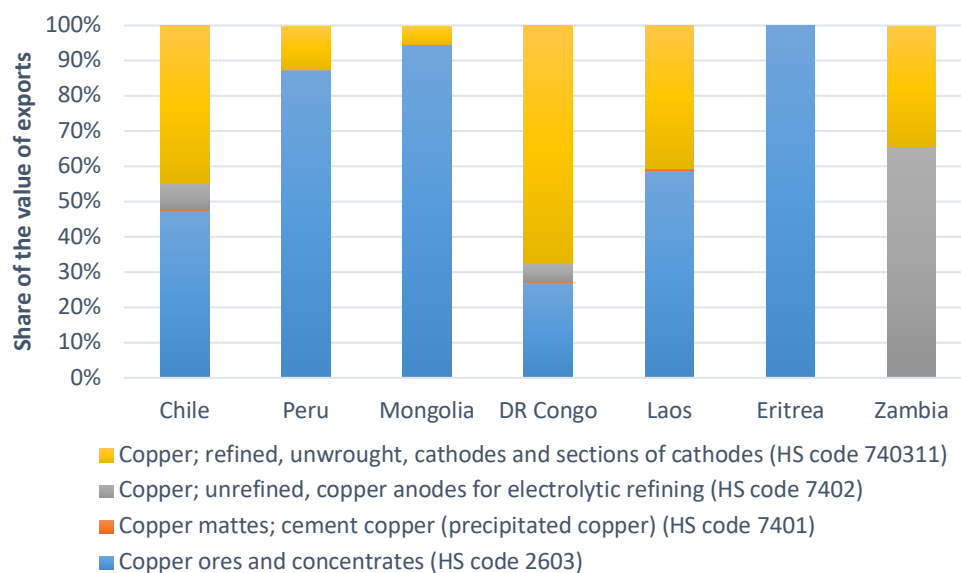 Share of the value of exports
100%
90%
80%
70%
60%
50%
40%
30%
20%
10%
0%
Chile Peru Mongolia DR Congo Laos Eritrea Zambia
Copper; refined, unwrought, cathodes and sections of cathodes (HS code 740311)
Copper; unrefined, copper anodes for electrolytic refining (HS code 7402)
Copper mattes; cement copper (precipitated copper) (HS code 7401)
Copper ores and concentrates (HS code 2603)